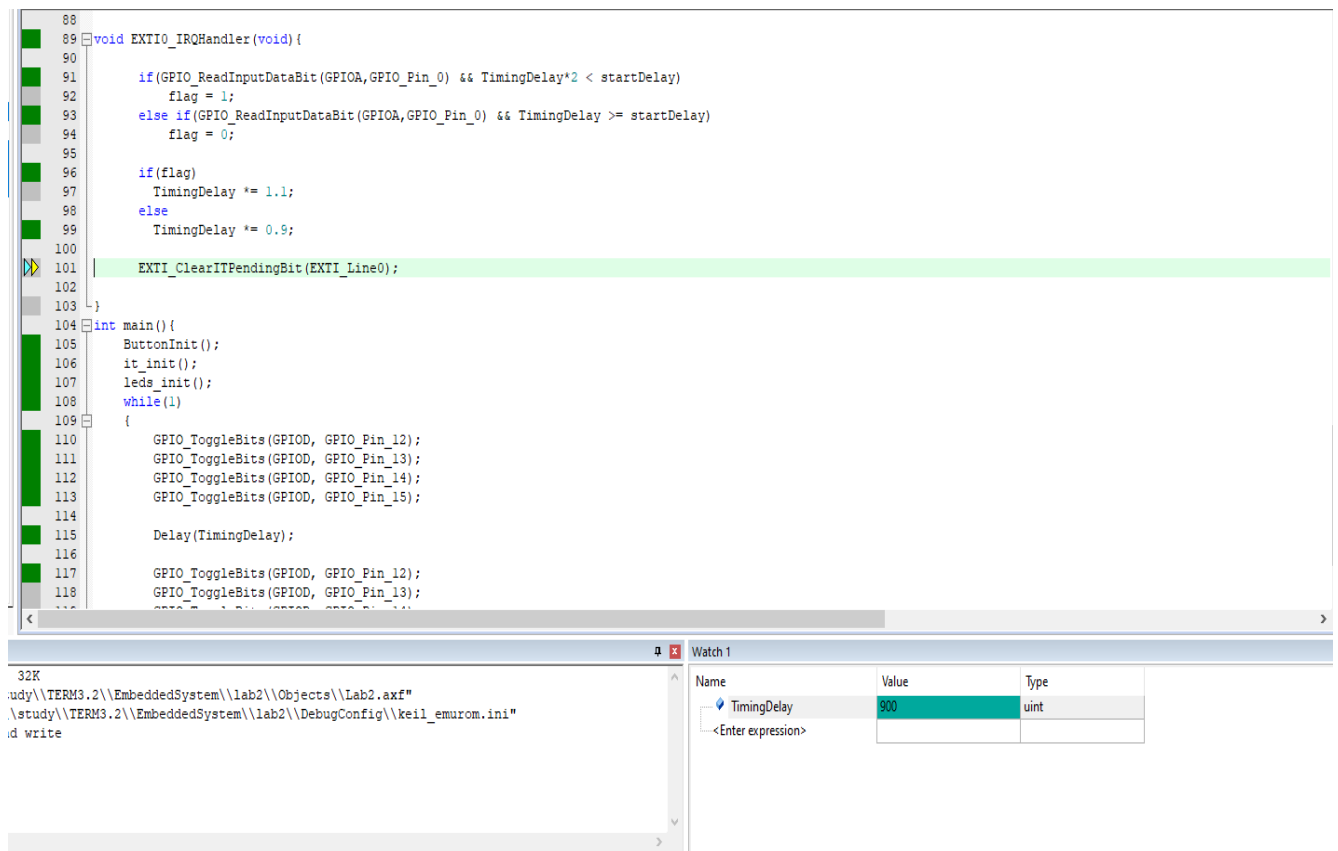 88
89 void EXTI0_IRQHandler(void){
90
91 if(GPIO_ReadInputDataBit(GPIOA,GPIO_Pin_0) && TimingDelay*2 < startDelay)
92 flag = 1;
93 else if(GPIO_ReadInputDataBit(GPIOA,GPIO_Pin_0) && TimingDelay >= startDelay)
94 flag = 0;
95
96 if(flag)
97 TimingDelay *= 1.1;
98 else
99 TimingDelay *= 0.9;
100
101 EXTI_ClearITPendingBit(EXTI_Line0);
102
103 }
104 int main(){
105 ButtonInit();
106 it_init();
107 leds_init();
108 while(1)
109 {
110 GPIO_ToggleBits(GPIOD, GPIO_Pin_12);
111 GPIO_ToggleBits(GPIOD, GPIO_Pin_13);
112 GPIO_ToggleBits(GPIOD, GPIO_Pin_14);
113 GPIO_ToggleBits(GPIOD, GPIO_Pin_15);
114
115 Delay(TimingDelay);
116
117 GPIO_ToggleBits(GPIOD, GPIO_Pin_12);
118 GPIO_ToggleBits(GPIOD, GPIO_Pin_13);
32K
udy\\TERM3.2\\EmbeddedSystem\\lab2\\Objects\\Lab2.axf"
\study\\TERM3.2\\EmbeddedSystem\\lab2\\DebugConfig\\keil_emurom.ini"
d write
Watch 1
Name Value Type
TimingDelay 900 uint
<Enter expression>